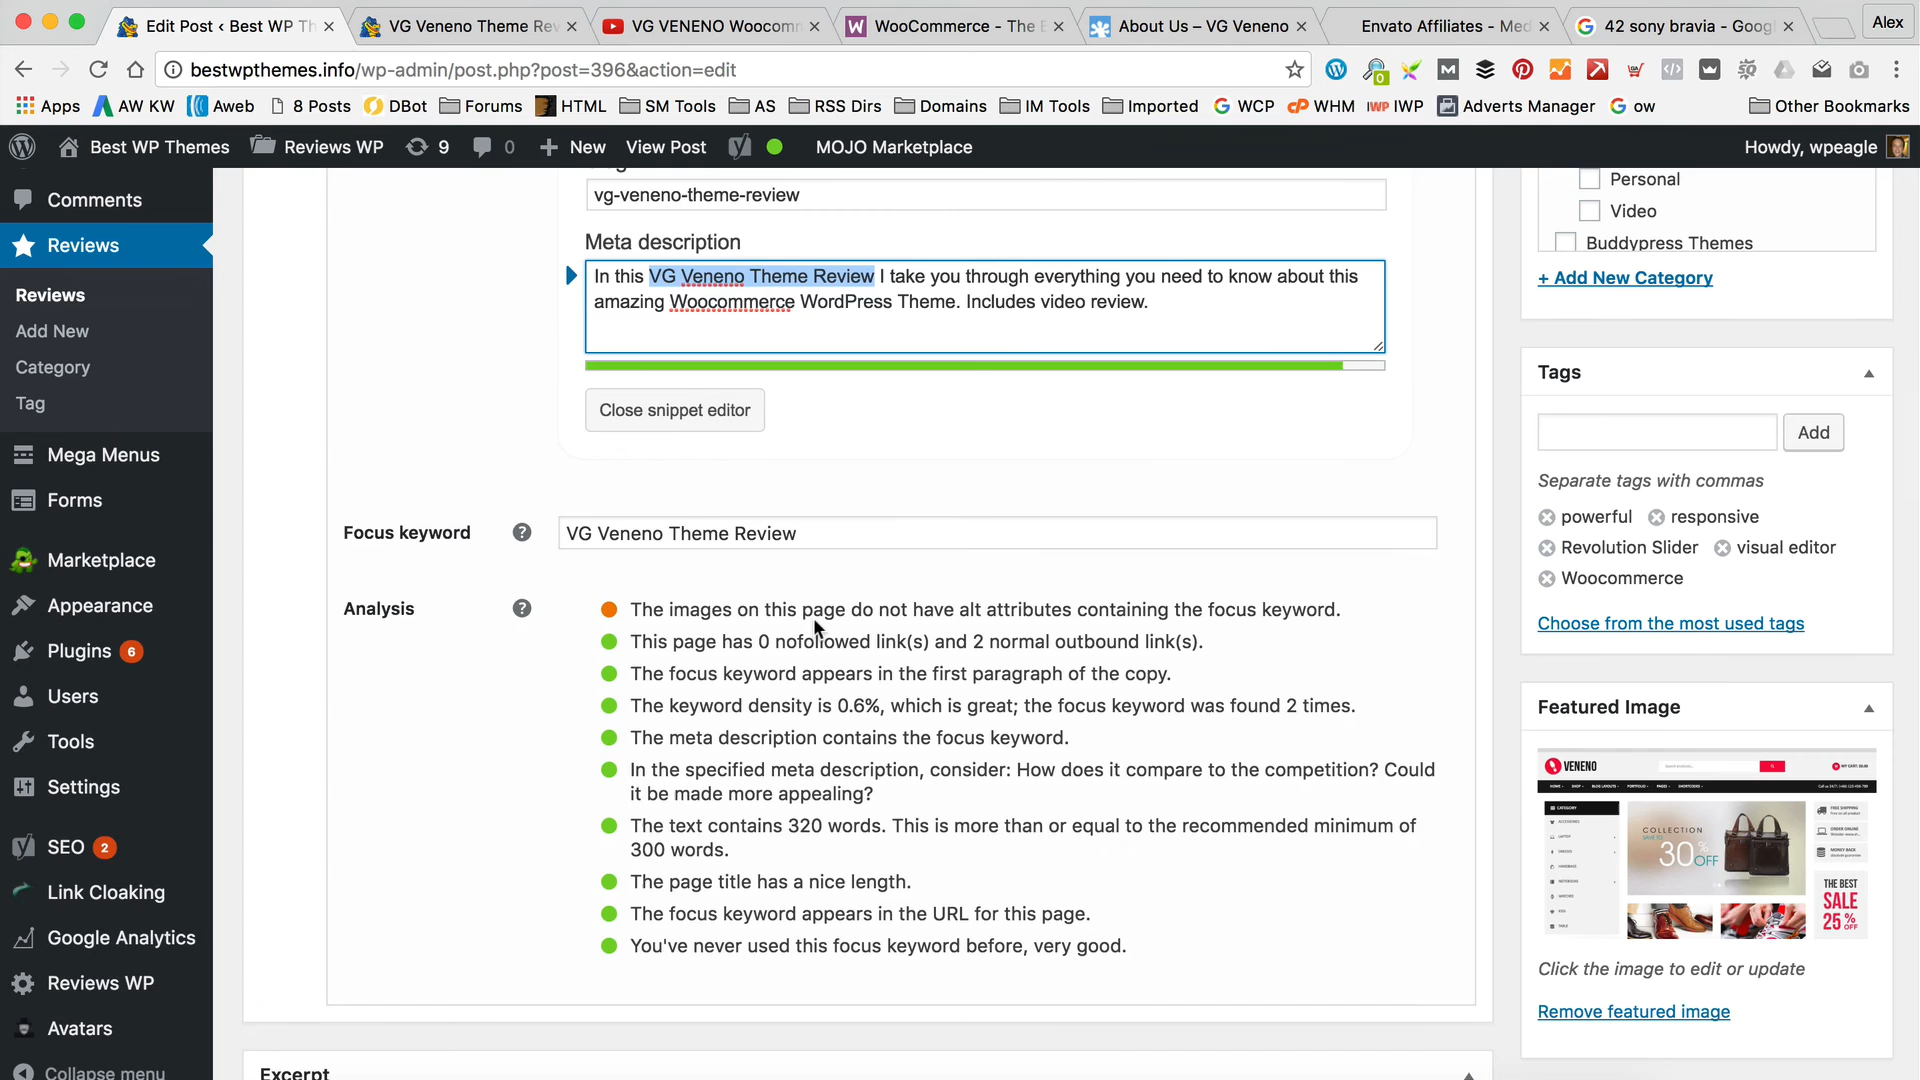 Edit Post ‹ Best WP Th
VG Veneno Theme Rev
VG VENENO Woocom
WooCommerce - The E
About Us – VG Veneno
Envato Affiliates - Med
42 sony bravia - Goog
Alex
bestwpthemes.info/wp-admin/post.php?post=396&action=edit
Apps
AW KW
Aweb
8 Posts
DBot
Forums
HTML
SM Tools
AS
RSS Dirs
Domains
IM Tools
Imported
WCP
WHM
IWP
Adverts Manager
ow
Other Bookmarks
Best WP Themes
Reviews WP
9
0
New
View Post
MOJO Marketplace
Howdy, wpeagle
Comments
Reviews
Reviews
Add New
Category
Tag
Mega Menus
Forms
Marketplace
Appearance
Plugins 6
Users
Tools
Settings
SEO 2
Link Cloaking
Google Analytics
Reviews WP
Avatars
Collapse menu
vg-veneno-theme-review
Meta description
In this VG Veneno Theme Review I take you through everything you need to know about this
amazing Woocommerce WordPress Theme. Includes video review.
Close snippet editor
Focus keyword
VG Veneno Theme Review
Analysis
The images on this page do not have alt attributes containing the focus keyword.
This page has 0 nofollowed link(s) and 2 normal outbound link(s).
The focus keyword appears in the first paragraph of the copy.
The keyword density is 0.6%, which is great; the focus keyword was found 2 times.
The meta description contains the focus keyword.
In the specified meta description, consider: How does it compare to the competition? Could
it be made more appealing?
The text contains 320 words. This is more than or equal to the recommended minimum of
300 words.
The page title has a nice length.
The focus keyword appears in the URL for this page.
You've never used this focus keyword before, very good.
Excerpt
Personal
Video
Buddypress Themes
+ Add New Category
Tags
Add
Separate tags with commas
powerful
responsive
Revolution Slider
visual editor
Woocommerce
Choose from the most used tags
Featured Image
VENENO
COLLECTION
30% OFF
THE BEST
SALE
25%
OFF
Click the image to edit or update
Remove featured image